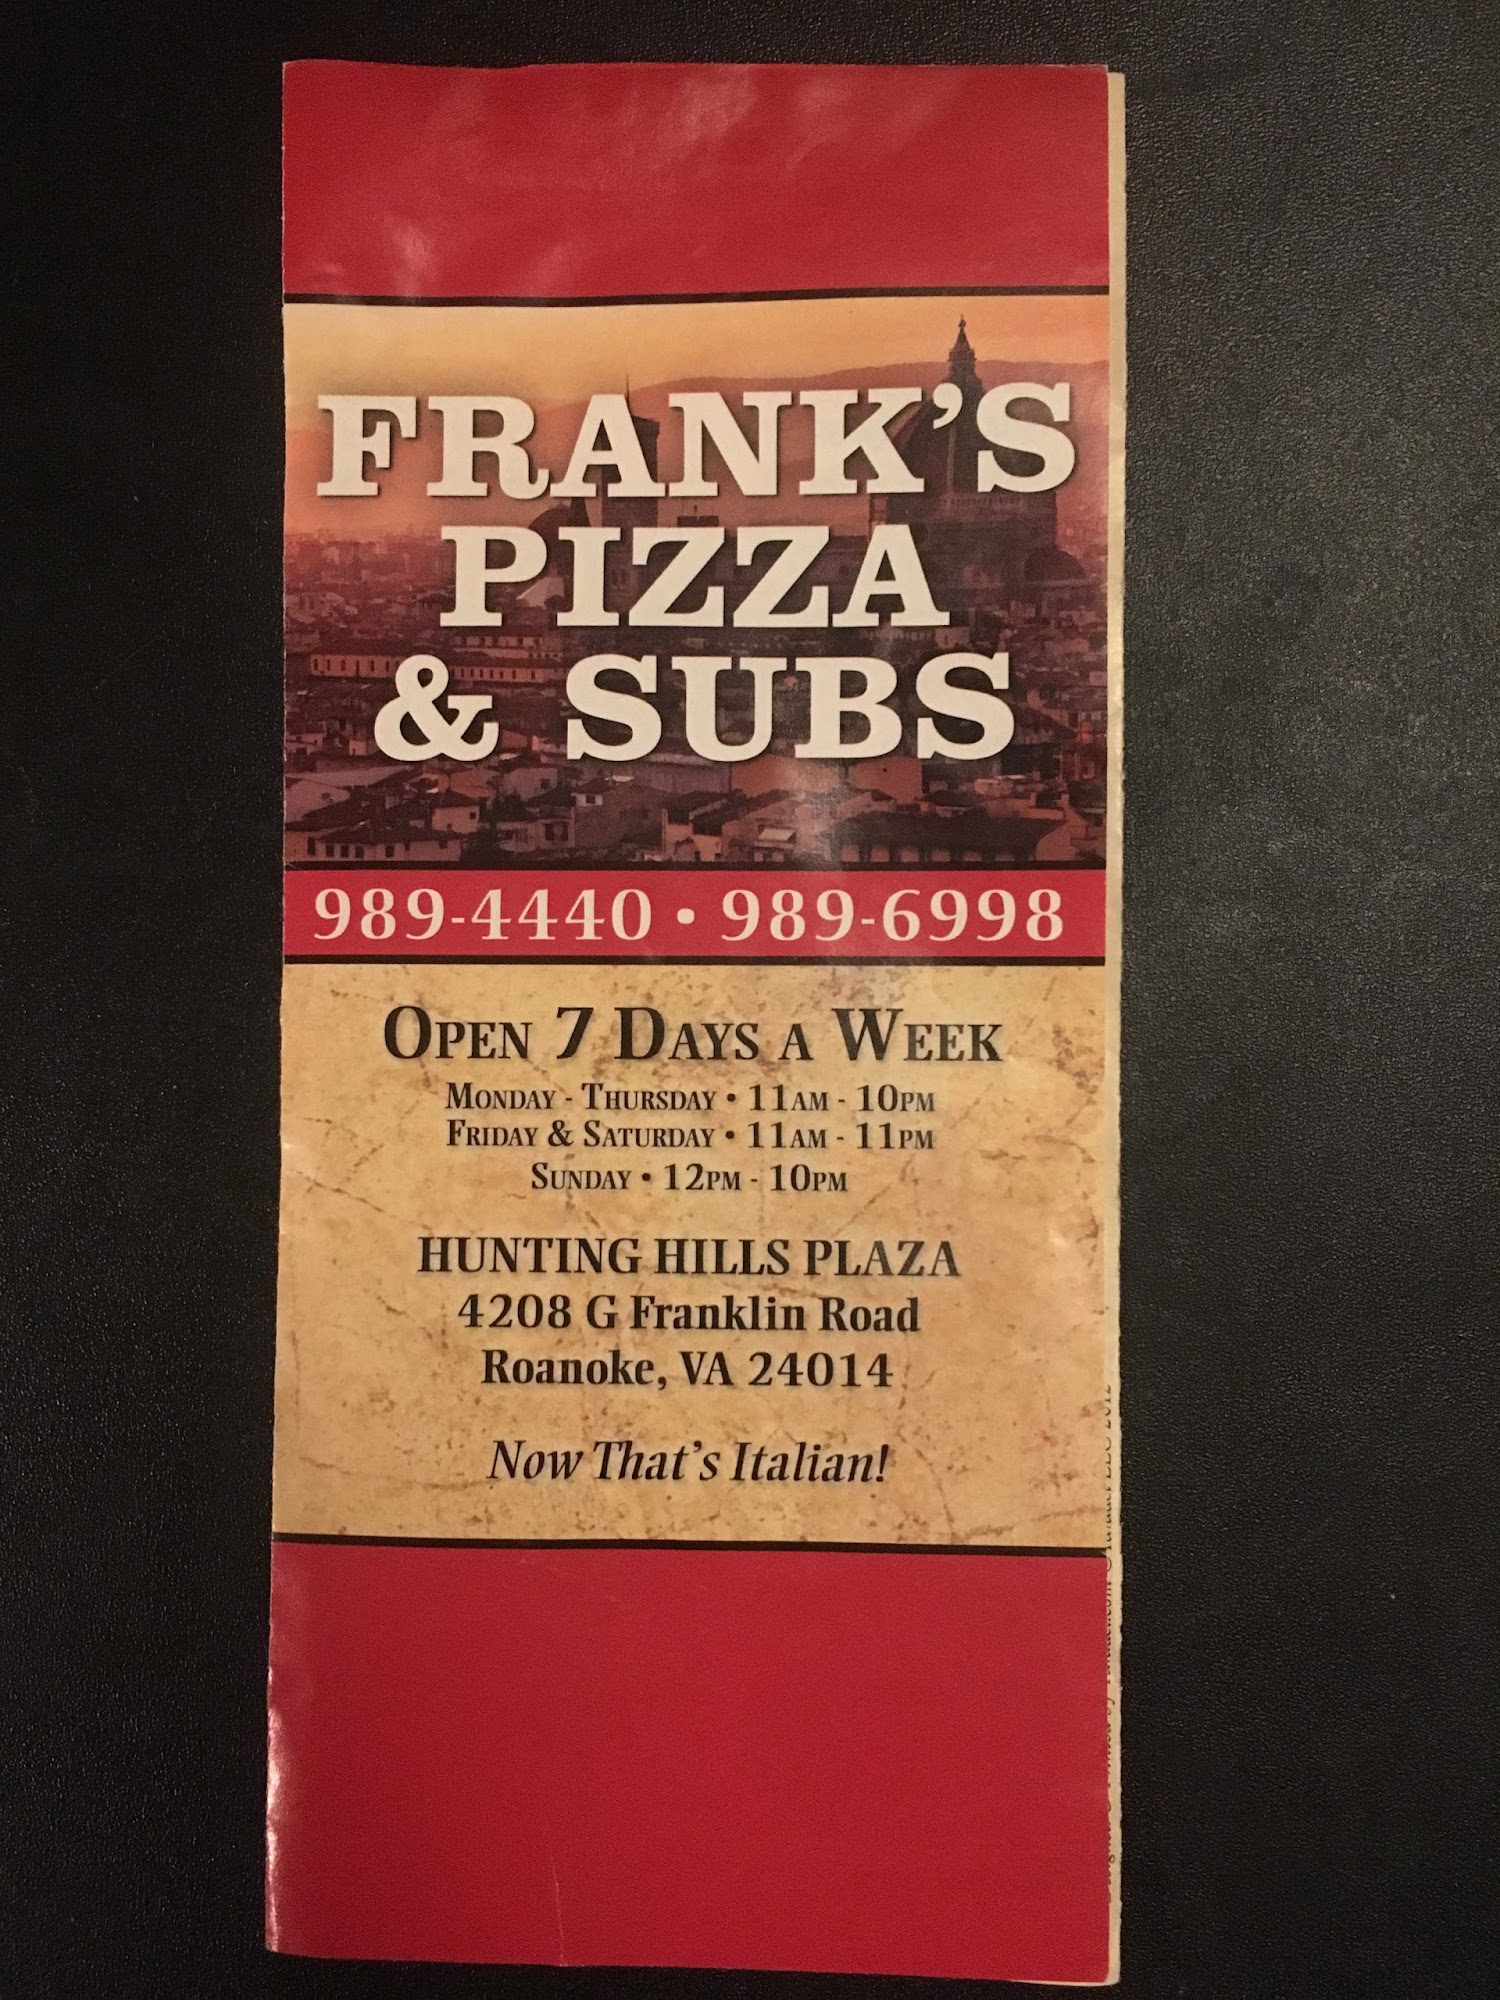 FRANK'S
PIZZA
& SUBS
989-4440 • 989-6998
OPEN 7 DAYS A WEEK
MONDAY - THURSDAY • 11AM - 10PM
FRIDAY & SATURDAY • 11AM - 11PM
SUNDAY • 12PM - 10PM
HUNTING HILLS PLAZA
4208 G Franklin Road
Roanoke, VA 24014
Now That's Italian!